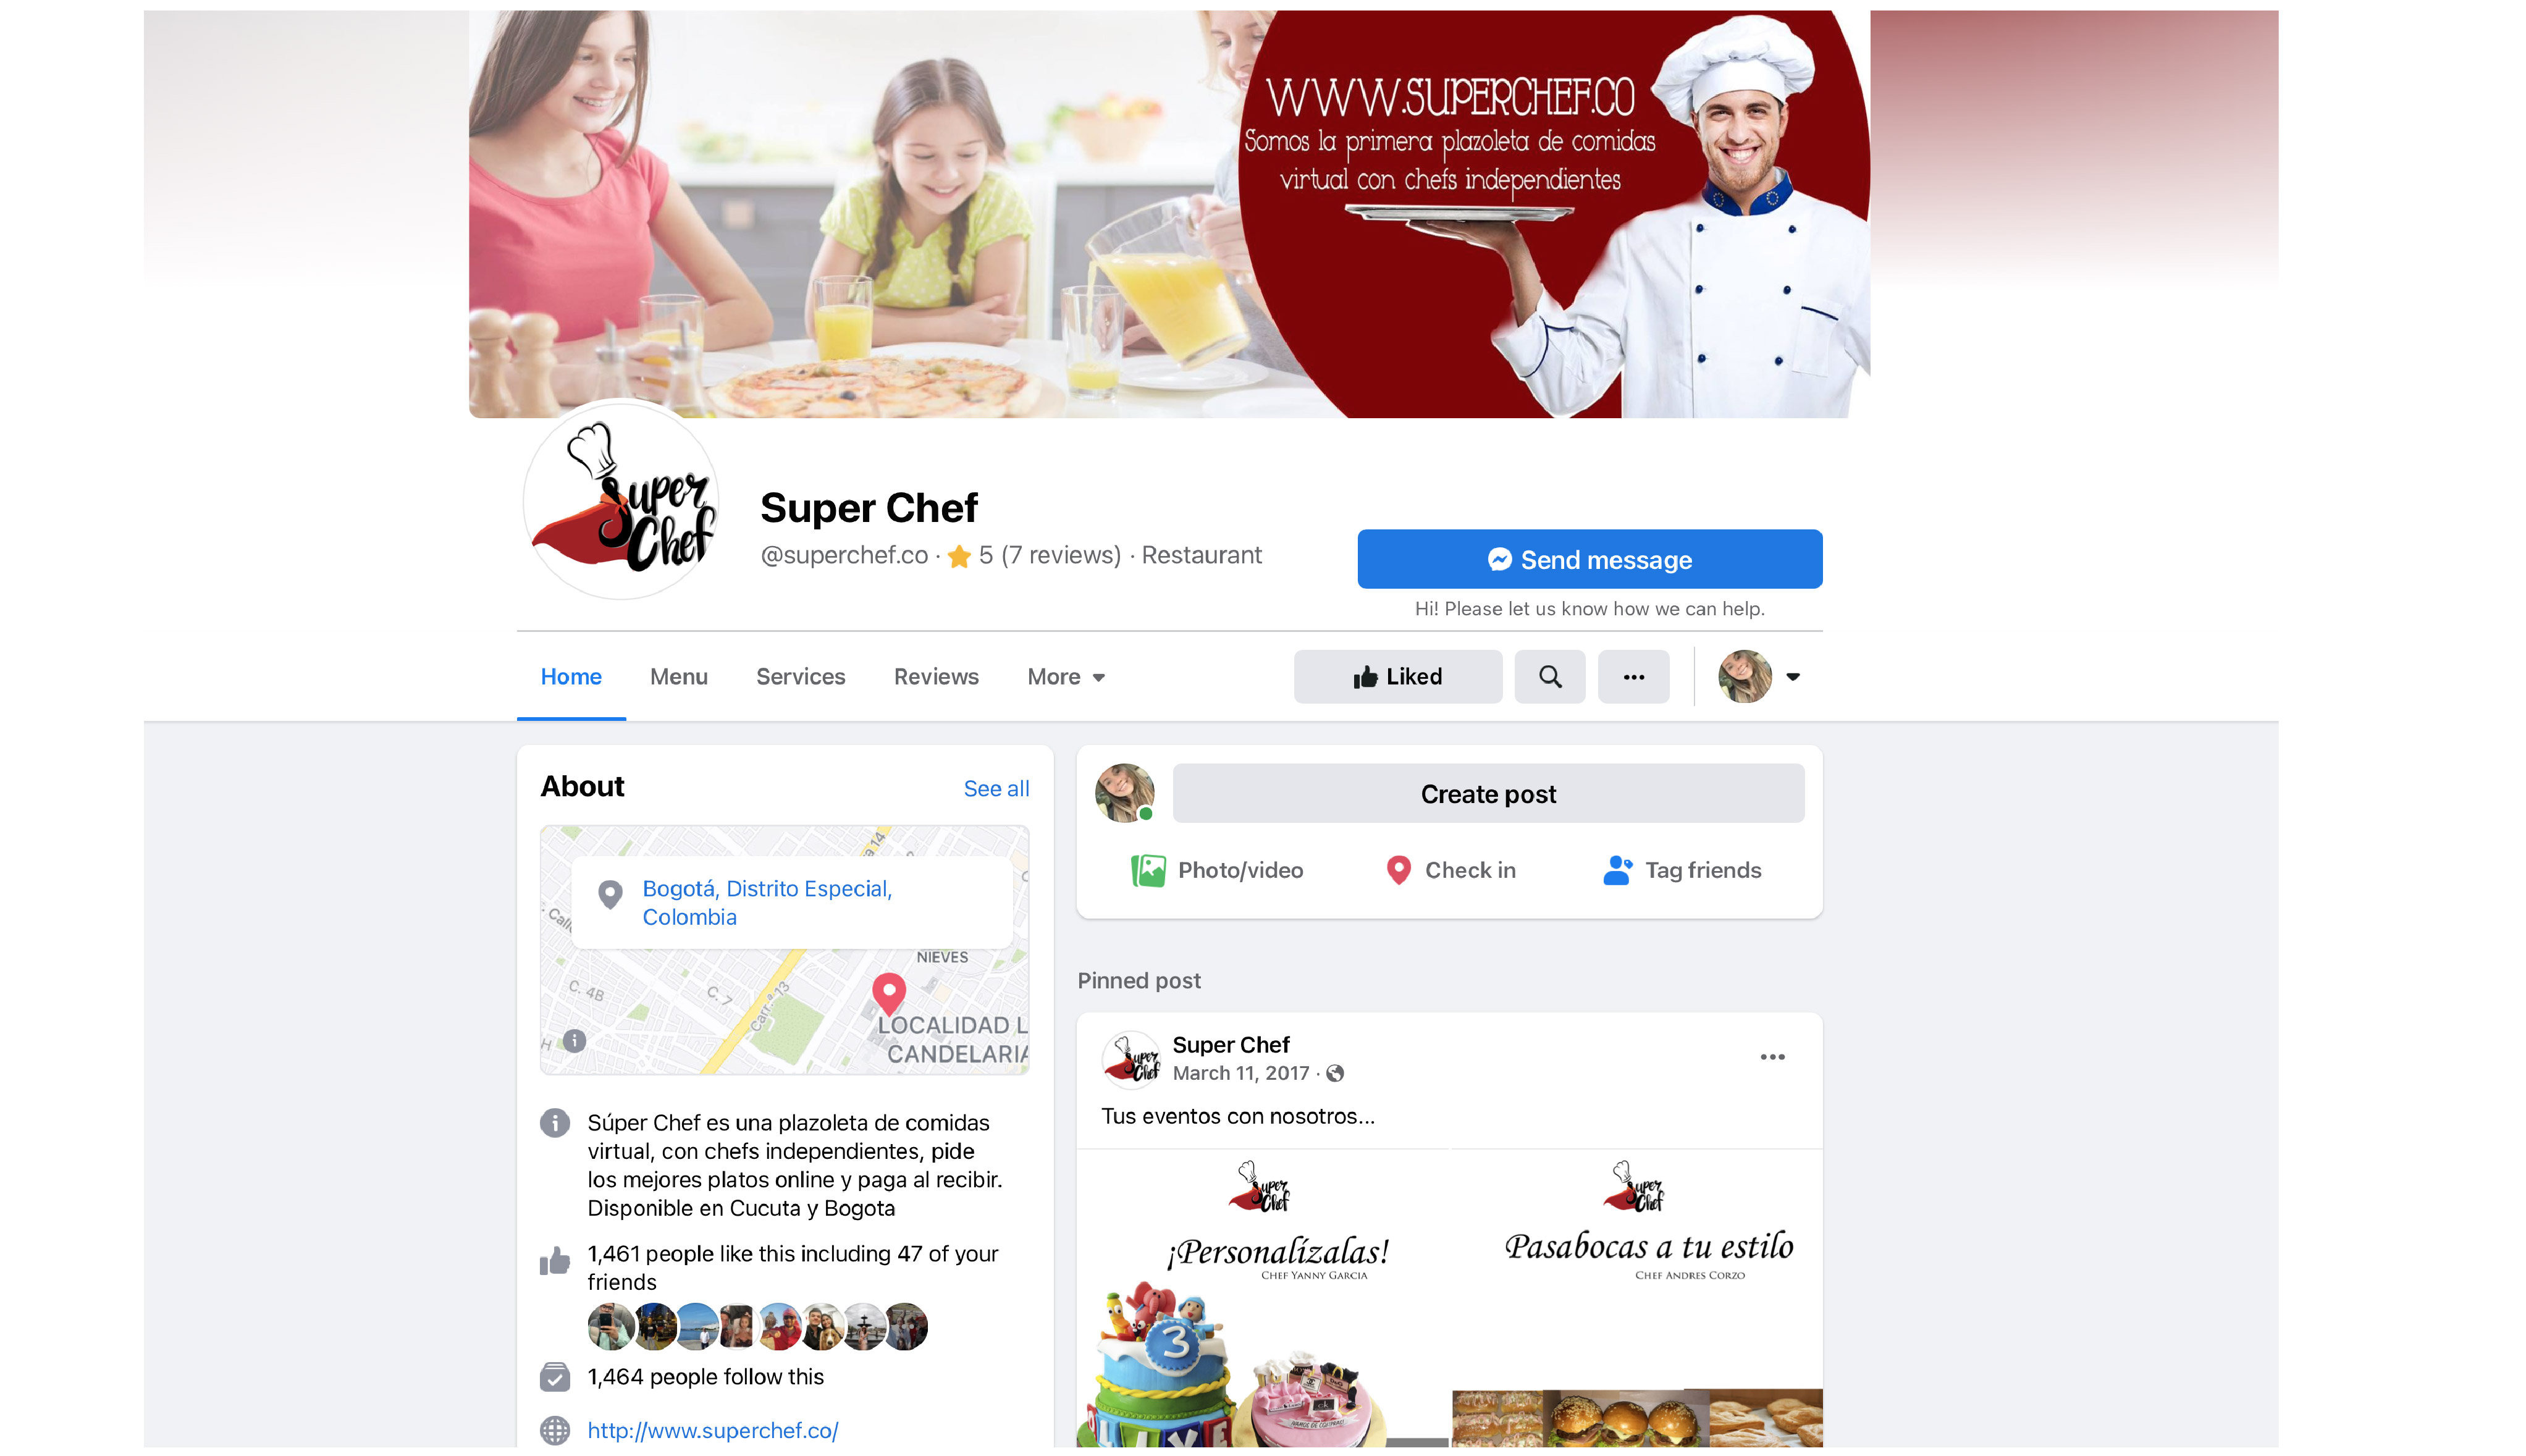 WWW.SUPERCHEF.CO
Somos la primera plazoleta de comidas
virtual con chefs independientes
Super
Chef
Super Chef
@superchef.co · 5 (7 reviews) · Restaurant
Send message
Hi! Please let us know how we can help.
Home Menu Services Reviews More
Liked
About
See all
Bogotá, Distrito Especial,
Colombia
NIEVES
C. 4B
C. 7
Carr.ª 13
LOCALIDAD L
CANDELARIA
Súper Chef es una plazoleta de comidas
virtual, con chefs independientes, pide
los mejores platos online y paga al recibir.
Disponible en Cucuta y Bogota
1,461 people like this including 47 of your
friends
1,464 people follow this
http://www.superchef.co/
Create post
Photo/video
Check in
Tag friends
Pinned post
Super
Chef
Super Chef
March 11, 2017 ·
Tus eventos con nosotros...
Super
Chef
¡Personalízalas!
CHEF YANNY GARCIA
3
Super
Chef
Pasabocas a tu estilo
CHEF ANDRES CORZO